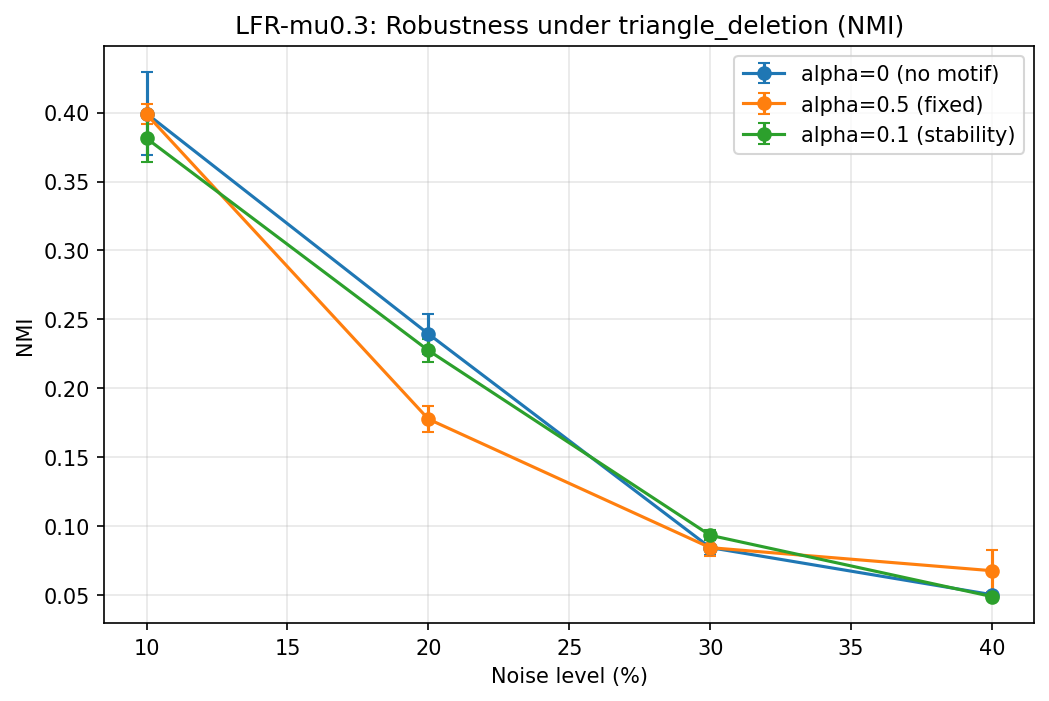 LFR-mu0.3: Robustness under triangle_deletion (NMI)
alpha=0 (no motif)
alpha=0.5 (fixed)
alpha=0.1 (stability)
NMI
0.40
0.35
0.30
0.25
0.20
0.15
0.10
0.05
10 15 20 25 30 35 40
Noise level (%)